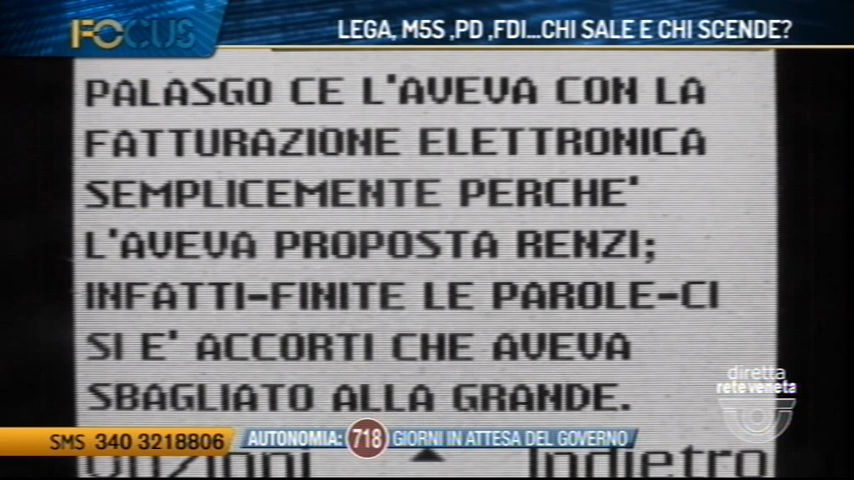 FOCUS
LEGA, M5S ,PD ,FDI...CHI SALE E CHI SCENDE?
PALASGO CE L'AVEVA CON LA
FATTURAZIONE ELETTRONICA
SEMPLICEMENTE PERCHE'
L'AVEVA PROPOSTA RENZI;
INFATTI-FINITE LE PAROLE-CI
SI E' ACCORTI CHE AVEVA
SBAGLIATO ALLA GRANDE.
diretta
rete veneta
SMS 340 3218806
AUTONOMIA: 718 GIORNI IN ATTESA DEL GOVERNO
Opzioni Indietro